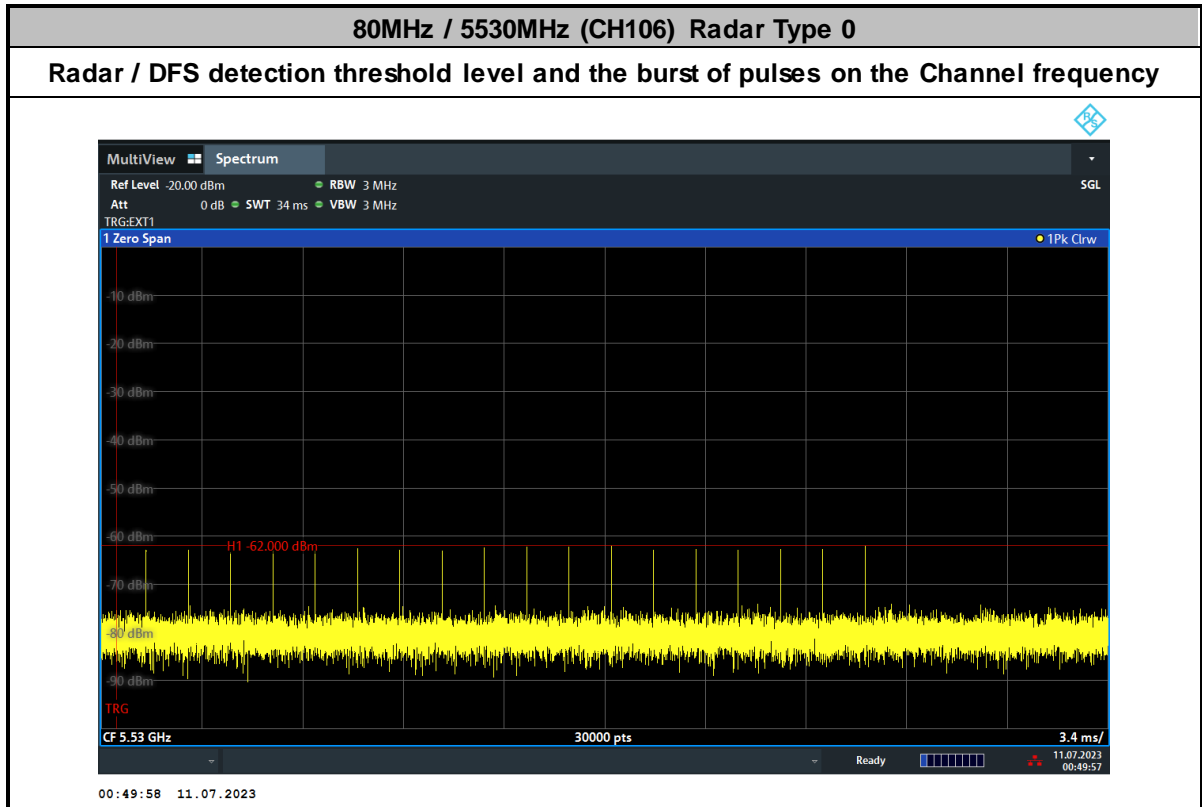 80MHz / 5530MHz (CH106) Radar Type 0
Radar / DFS detection threshold level and the burst of pulses on the Channel frequency
R S
MultiView Spectrum
Ref Level -20.00 dBm RBW 3 MHz SGL
Att 0 dB SWT 34 ms VBW 3 MHz
TRG:EXT1
1 Zero Span 1Pk Clrw
-10 dBm
-20 dBm
-30 dBm
-40 dBm
-50 dBm
-60 dBm
H1 -62.000 dBm
-70 dBm
-80 dBm
-90 dBm
TRG
CF 5.53 GHz 30000 pts 3.4 ms/
Ready 11.07.2023
00:49:57
00:49:58 11.07.2023